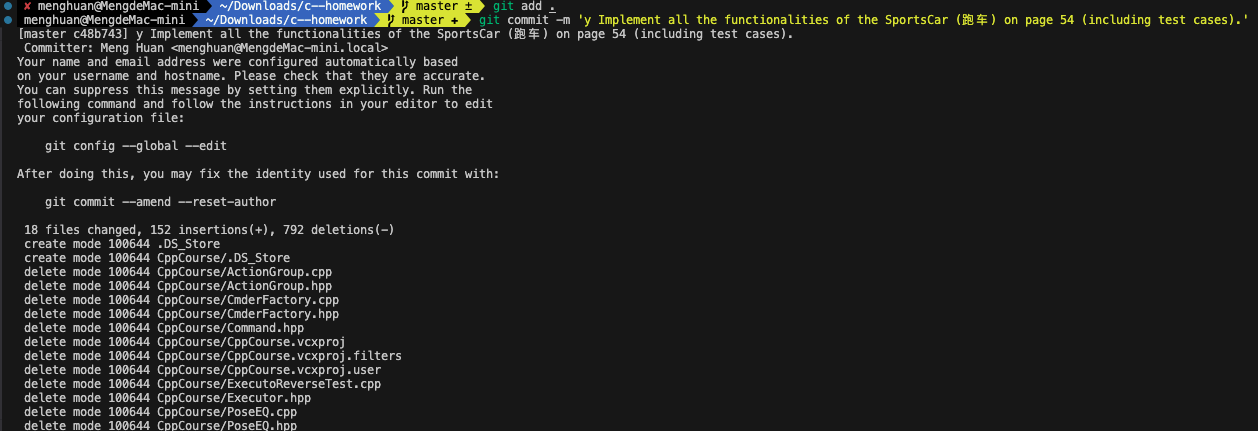 ✘ menghuan@MengdeMac-mini ~/Downloads/c--homework master ± git add .
menghuan@MengdeMac-mini ~/Downloads/c--homework master + git commit -m 'y Implement all the functionalities of the SportsCar (跑车) on page 54 (including test cases).'
[master c48b743] y Implement all the functionalities of the SportsCar (跑车) on page 54 (including test cases).
Committer: Meng Huan <menghuan@MengdeMac-mini.local>
Your name and email address were configured automatically based
on your username and hostname. Please check that they are accurate.
You can suppress this message by setting them explicitly. Run the
following command and follow the instructions in your editor to edit
your configuration file:
git config --global --edit
After doing this, you may fix the identity used for this commit with:
git commit --amend --reset-author
18 files changed, 152 insertions(+), 792 deletions(-)
create mode 100644 .DS_Store
create mode 100644 CppCourse/.DS_Store
delete mode 100644 CppCourse/ActionGroup.cpp
delete mode 100644 CppCourse/ActionGroup.hpp
delete mode 100644 CppCourse/CmderFactory.cpp
delete mode 100644 CppCourse/CmderFactory.hpp
delete mode 100644 CppCourse/Command.hpp
delete mode 100644 CppCourse/CppCourse.vcxproj
delete mode 100644 CppCourse/CppCourse.vcxproj.filters
delete mode 100644 CppCourse/CppCourse.vcxproj.user
delete mode 100644 CppCourse/ExecutoReverseTest.cpp
delete mode 100644 CppCourse/Executor.hpp
delete mode 100644 CppCourse/PoseEQ.cpp
delete mode 100644 CppCourse/PoseEQ.hpp